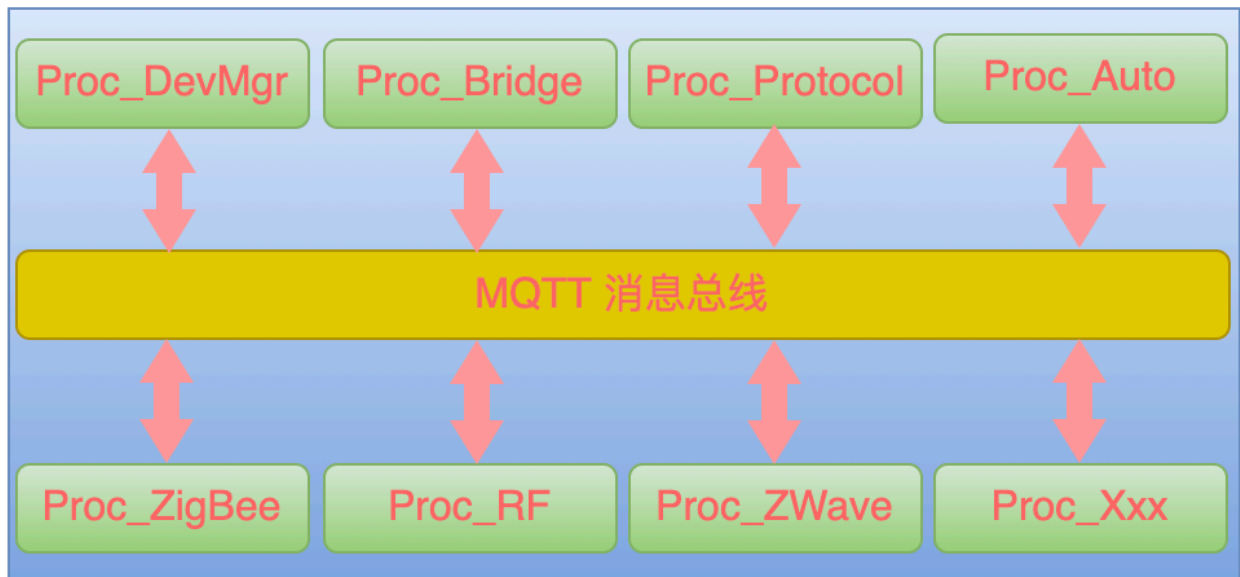 Proc_DevMgr
Proc_Bridge
Proc_Protocol
Proc_Auto
MQTT 消息总线
Proc_ZigBee
Proc_RF
Proc_ZWave
Proc_Xxx